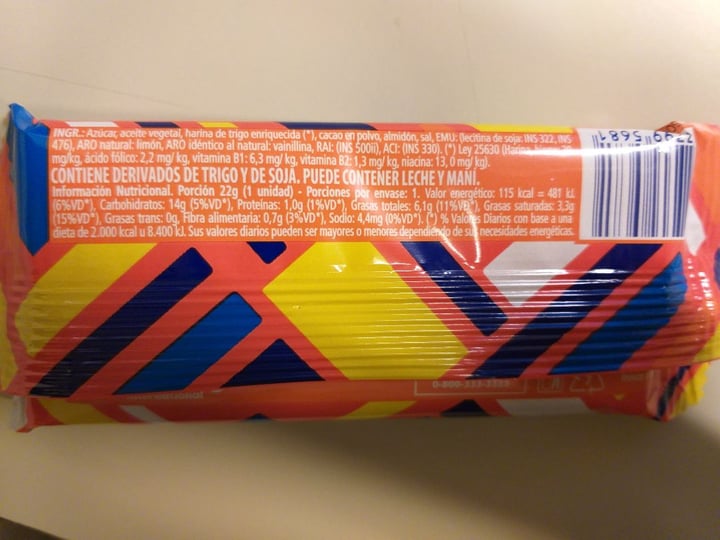 INGR.: Azúcar, aceite vegetal, harina de trigo enriquecida (*), cacao en polvo, almidón, sal, EMU: (lecitina de soja: INS 322, INS
476), ARO natural: limón, ARO idéntico al natural: vainillina, RAI: (INS 500ii), ACI: (INS 330). (*) Ley 25630 (Harina
mg/kg, ácido fólico: 2,2 mg/ kg, vitamina B1: 6,3 mg/ kg, vitamina B2: 1,3 mg/ kg, niacina: 13, 0 mg/ kg).
CONTIENE DERIVADOS DE TRIGO Y DE SOJA. PUEDE CONTENER LECHE Y MANÍ.
Información Nutricional. Porción 22g (1 unidad) - Porciones por envase: 1. Valor energético: 115 kcal = 481 kJ.
(6%VD*), Carbohidratos: 14g (5%VD*), Proteínas: 1,0g (1%VD*), Grasas totales: 6,1g (11%VD*), Grasas saturadas: 3,3g
(15%VD*), Grasas trans: 0g, Fibra alimentaria: 0,7g (3%VD*), Sodio: 4,4mg (0%VD*). (*) % Valores Diarios con base a una
dieta de 2.000 kcal u 8.400 kJ. Sus valores diarios pueden ser mayores o menores dependiendo de sus necesidades energéticas.
0-800-333-3355